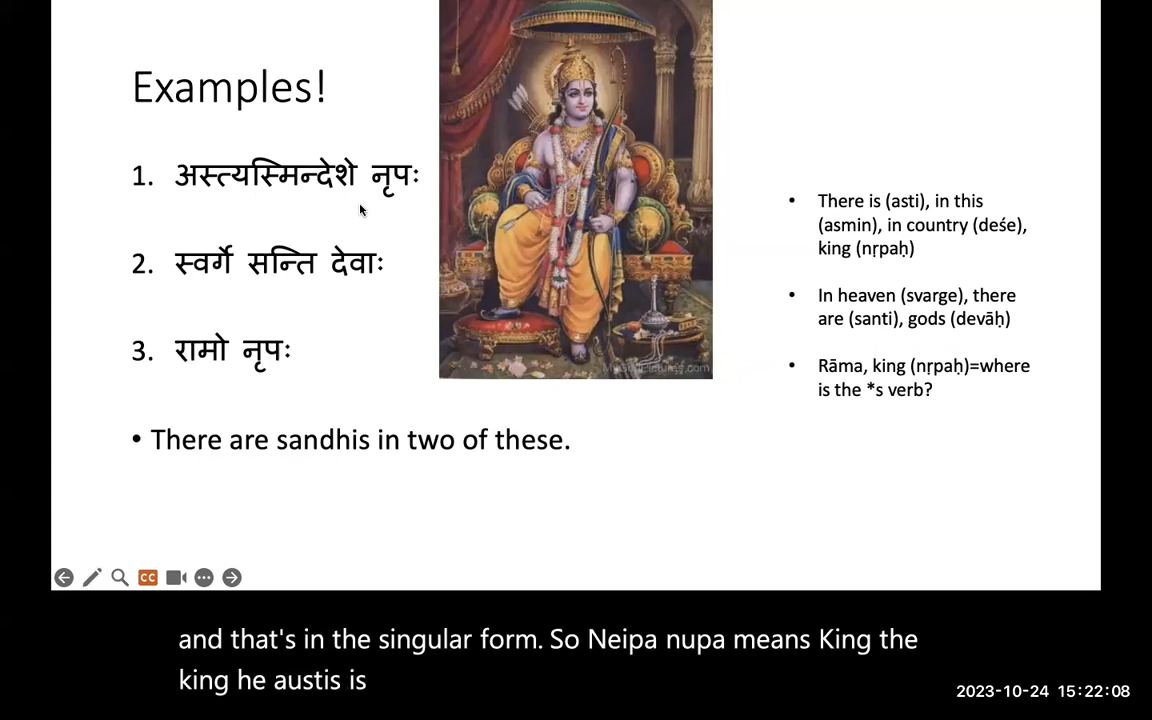 Examples!
1. अस्त्यस्मिन्देशे नृपः
2. स्वर्गे सन्ति देवाः
3. रामो नृपः
• There are sandhis in two of these.
• There is (asti), in this
(asmin), in country (deśe),
king (nṛpaḥ)
• In heaven (svarge), there
are (santi), gods (devāḥ)
• Rāma, king (nṛpaḥ)=where
is the *s verb?
CC
and that's in the singular form. So Neipa nupa means King the
king he austis is
2023-10-24 15:22:08